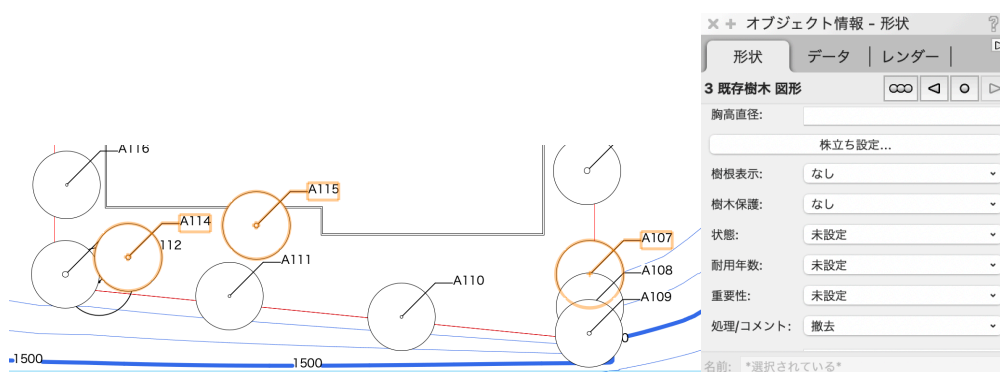 A116
A115
A114
112
A111
A110
A107
A108
A109
0
1500
1500
オブジェクト情報 - 形状
?
形状
データ
レンダー
3 既存樹木 図形
胸高直径:
株立ち設定...
樹根表示:
なし
樹木保護:
なし
状態:
未設定
耐用年数:
未設定
重要性:
未設定
処理/コメント:
撤去
名前:
*選択されている*